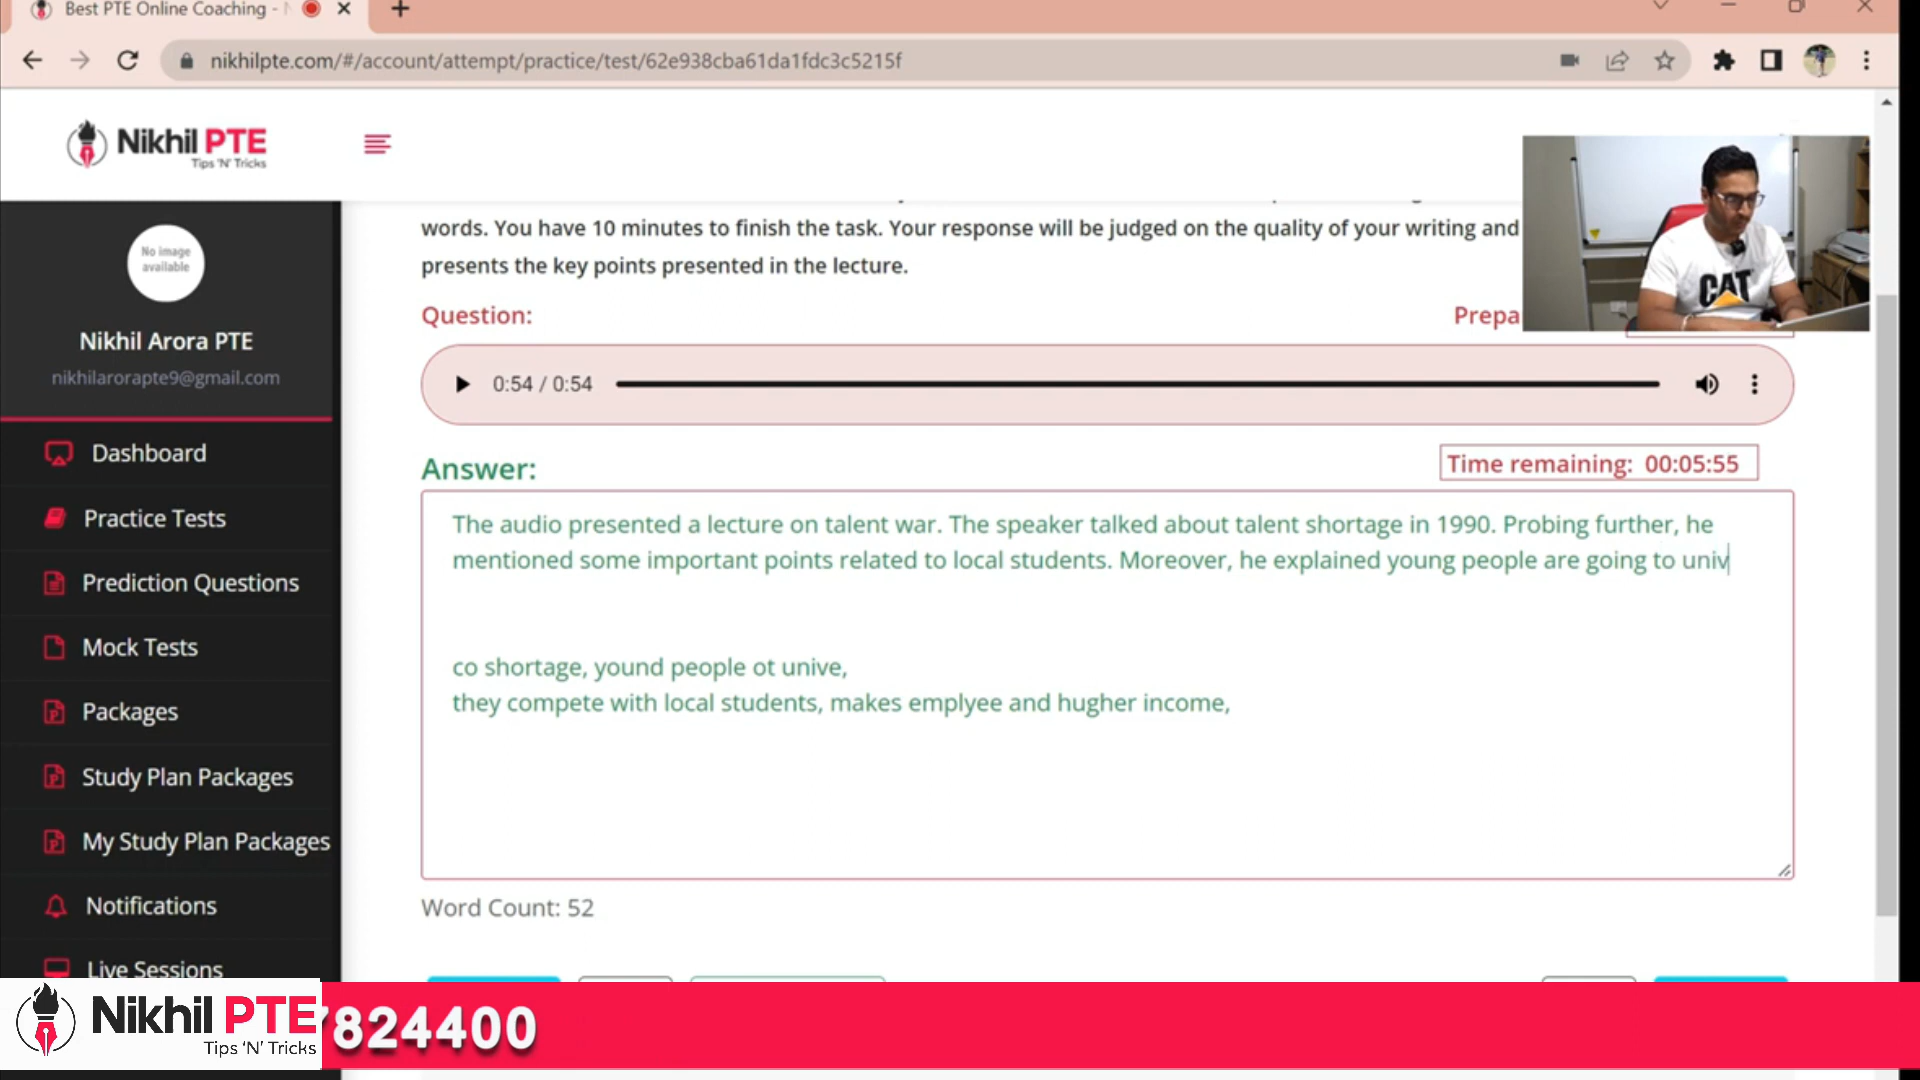 Best PTE Online Coaching - N
nikhilpte.com/#/account/attempt/practice/test/62e938cba61da1fdc3c5215f
Nikhil PTE
Tips 'N' Tricks
No image
available
Nikhil Arora PTE
nikhilarorapte9@gmail.com
Dashboard
Practice Tests
Prediction Questions
Mock Tests
Packages
Study Plan Packages
My Study Plan Packages
Notifications
Live Sessions
words. You have 10 minutes to finish the task. Your response will be judged on the quality of your writing and
presents the key points presented in the lecture.
Question:
Prepa
CAT
0:54 / 0:54
Answer:
Time remaining: 00:05:55
The audio presented a lecture on talent war. The speaker talked about talent shortage in 1990. Probing further, he
mentioned some important points related to local students. Moreover, he explained young people are going to univ
co shortage, yound people ot unive,
they compete with local students, makes emplyee and hugher income,
Word Count: 52
Nikhil PTE
Tips 'N' Tricks
7824400